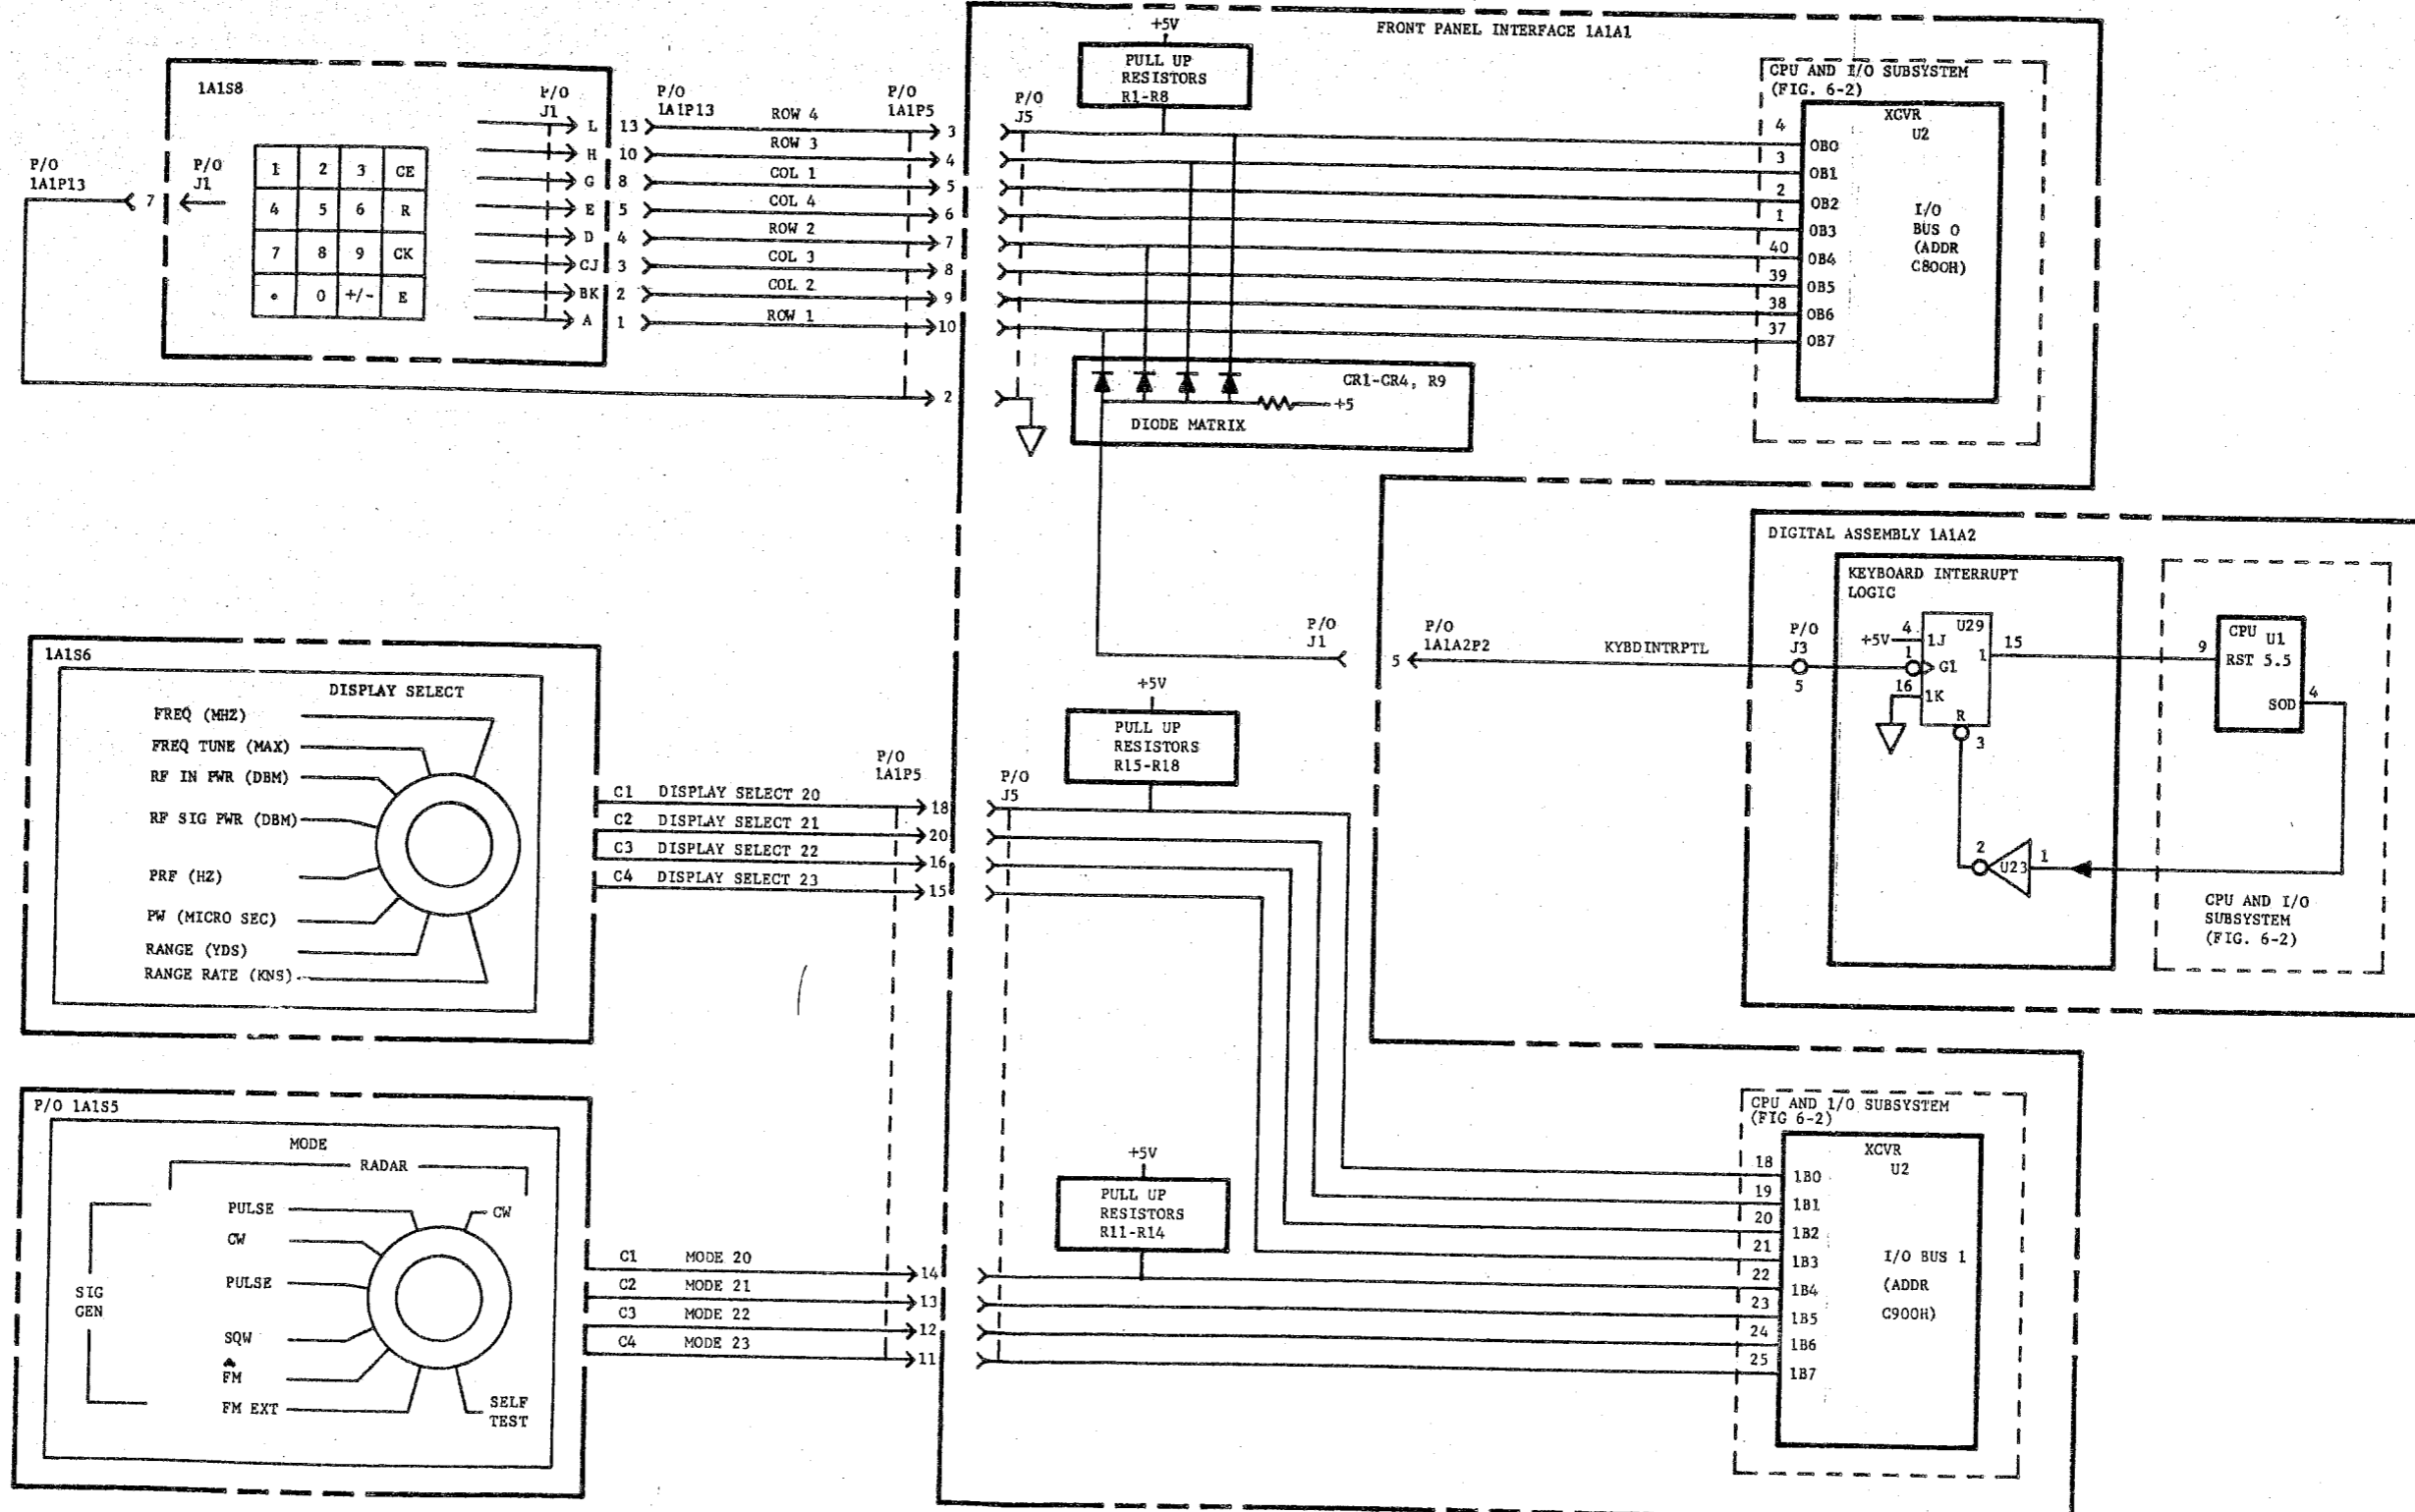 FRONT PANEL INTERFACE 1A1A1
+5V
PULL UP
RESISTORS
R1-R8
CPU AND I/O SUBSYSTEM
(FIG. 6-2)
XCVR
U2
I/O
BUS 0
(ADDR
C800H)
4 OB0
3 OB1
2 OB2
1 OB3
40 OB4
39 OB5
38 OB6
37 OB7
1A1S8
P/O
1A1P13
7
P/O
J1
1 2 3 CE
4 5 6 R
7 8 9 CK
• 0 +/- E
P/O
J1
P/O
1A1P13
P/O
1A1P5
P/O
J5
L 13 ROW 4 3
H 10 ROW 3 4
G 8 COL 1 5
E 5 COL 4 6
D 4 ROW 2 7
CJ 3 COL 3 8
BK 2 COL 2 9
A 1 ROW 1 10
2
CR1-CR4, R9
+5
DIODE MATRIX
DIGITAL ASSEMBLY 1A1A2
KEYBOARD INTERRUPT
LOGIC
P/O
J1
5
P/O
1A1A2P2
KYBDINTRPTL
P/O
J3
5
+5V 4 1J U29
1 G1
16 1K
1 15
R
3
2 U23 1
9
CPU U1
RST 5.5
SOD 4
CPU AND I/O
SUBSYSTEM
(FIG. 6-2)
1A1S6
DISPLAY SELECT
FREQ (MHZ)
FREQ TUNE (MAX)
RF IN PWR (DBM)
RF SIG PWR (DBM)
PRF (HZ)
PW (MICRO SEC)
RANGE (YDS)
RANGE RATE (KNS)
P/O
1A1P5
P/O
J5
C1 DISPLAY SELECT 20 18
C2 DISPLAY SELECT 21 20
C3 DISPLAY SELECT 22 16
C4 DISPLAY SELECT 23 15
+5V
PULL UP
RESISTORS
R15-R18
P/O 1A1S5
MODE
RADAR
PULSE
CW
CW
PULSE
SIG
GEN
SQW
FM
FM EXT
SELF
TEST
C1 MODE 20 14
C2 MODE 21 13
C3 MODE 22 12
C4 MODE 23 11
+5V
PULL UP
RESISTORS
R11-R14
CPU AND I/O SUBSYSTEM
(FIG 6-2)
XCVR
U2
I/O BUS 1
(ADDR
C900H)
18 1B0
19 1B1
20 1B2
21 1B3
22 1B4
23 1B5
24 1B6
25 1B7